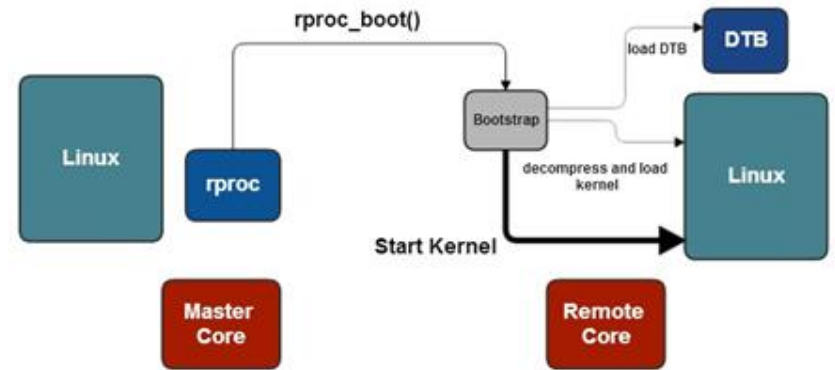 rproc_boot()
load DTB
DTB
Linux
rproc
Bootstrap
decompress and load
kernel
Linux
Start Kernel
Master
Core
Remote
Core